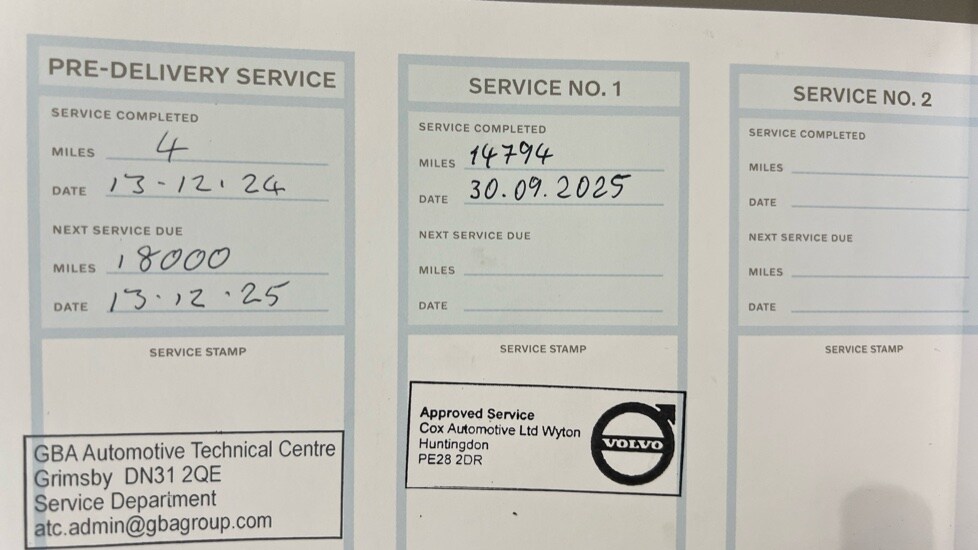 PRE-DELIVERY SERVICE
SERVICE COMPLETED
MILES 4
DATE 13-12.24
NEXT SERVICE DUE
MILES 18000
DATE 13.12.25
SERVICE STAMP
GBA Automotive Technical Centre
Grimsby DN31 2QE
Service Department
atc.admin@gbagroup.com
SERVICE NO. 1
SERVICE COMPLETED
MILES 14794
DATE 30.09.2025
NEXT SERVICE DUE
MILES
DATE
SERVICE STAMP
Approved Service
Cox Automotive Ltd Wyton
Huntingdon
PE28 2DR
VOLVO
SERVICE NO. 2
SERVICE COMPLETED
MILES
DATE
NEXT SERVICE DUE
MILES
DATE
SERVICE STAMP